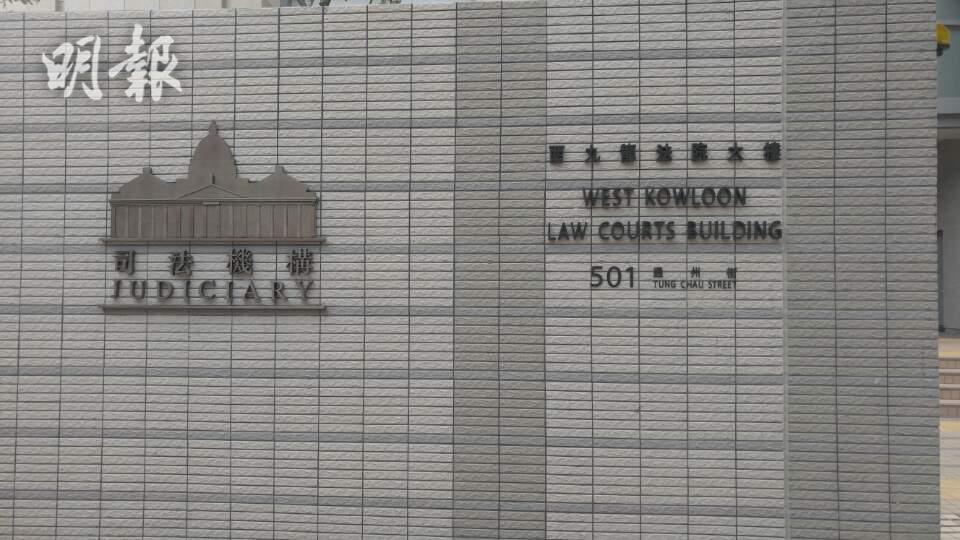 明報
司法機構
JUDICIARY
西九龍法院大樓
WEST KOWLOON
LAW COURTS BUILDING
501 通州街
TUNG CHAU STREET